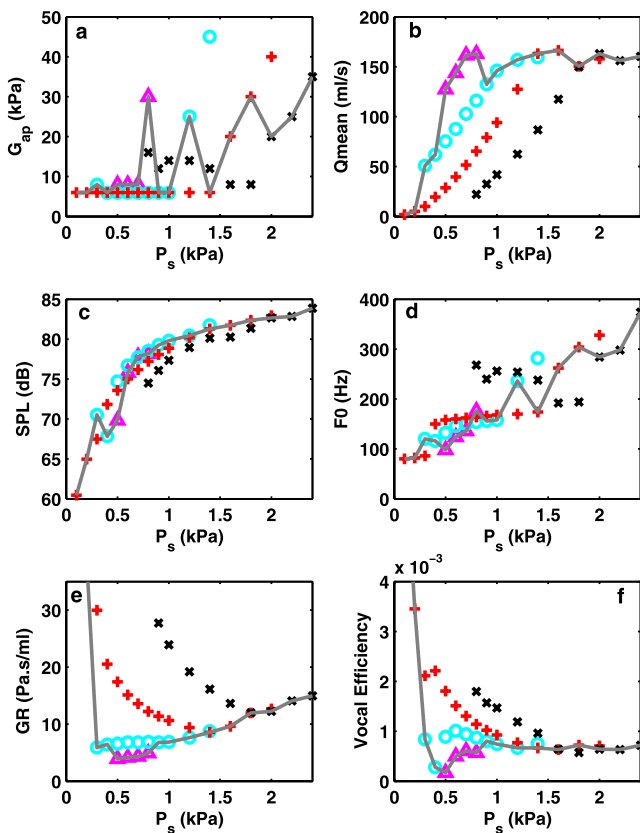 a
50
40
30
20
10
0
G_ap (kPa)
0 0.5 1 1.5 2
P_s (kPa)
b
200
150
100
50
0
Qmean (ml/s)
0 0.5 1 1.5 2
P_s (kPa)
c
85
80
75
70
65
60
SPL (dB)
0 0.5 1 1.5 2
P_s (kPa)
d
400
300
200
100
0
F0 (Hz)
0 0.5 1 1.5 2
P_s (kPa)
e
30
20
10
0
GR (Pa.s/ml)
0 0.5 1 1.5 2
P_s (kPa)
x 10^-3
f
4
3
2
1
0
Vocal Efficiency
0 0.5 1 1.5 2
P_s (kPa)